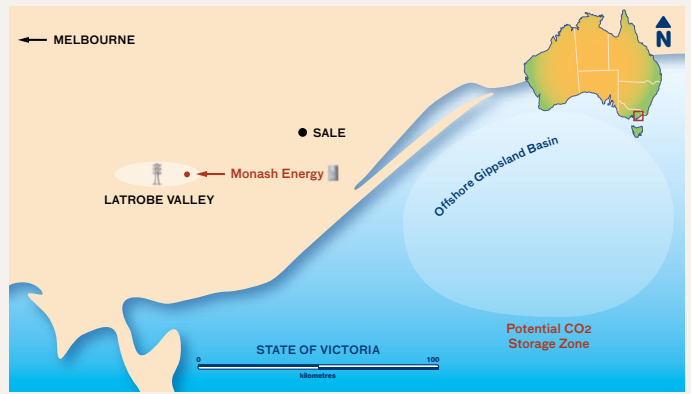 MELBOURNE
N
SALE
Offshore Gippsland Basin
Monash Energy
LATROBE VALLEY
Potential CO2
Storage Zone
STATE OF VICTORIA
0 100
kilometres